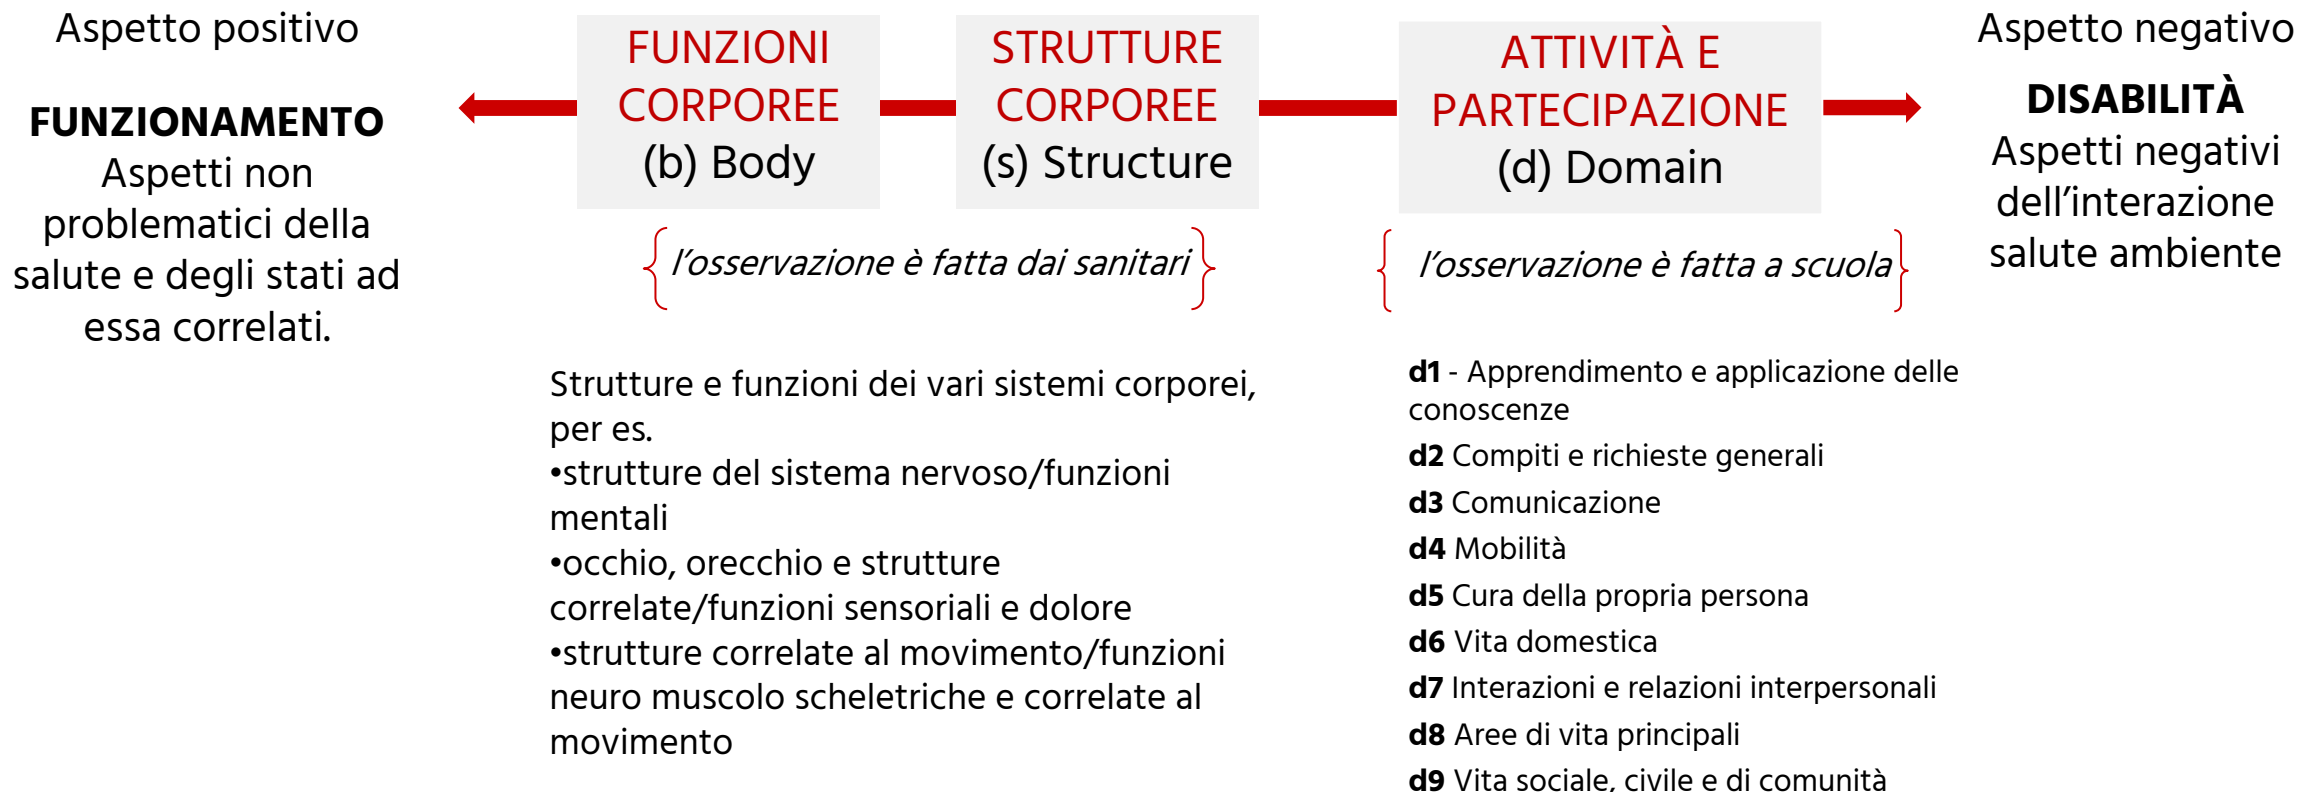 Aspetto positivo
FUNZIONAMENTO
Aspetti non
problematici della
salute e degli stati ad
essa correlati.
FUNZIONI
CORPOREE
(b) Body
STRUTTURE
CORPOREE
(s) Structure
l’osservazione è fatta dai sanitari
Strutture e funzioni dei vari sistemi corporei,
per es.
•strutture del sistema nervoso/funzioni
mentali
•occhio, orecchio e strutture
correlate/funzioni sensoriali e dolore
•strutture correlate al movimento/funzioni
neuro muscolo scheletriche e correlate al
movimento
ATTIVITÀ E
PARTECIPAZIONE
(d) Domain
l’osservazione è fatta a scuola
d1 - Apprendimento e applicazione delle
conoscenze
d2 Compiti e richieste generali
d3 Comunicazione
d4 Mobilità
d5 Cura della propria persona
d6 Vita domestica
d7 Interazioni e relazioni interpersonali
d8 Aree di vita principali
d9 Vita sociale, civile e di comunità
Aspetto negativo
DISABILITÀ
Aspetti negativi
dell’interazione
salute ambiente